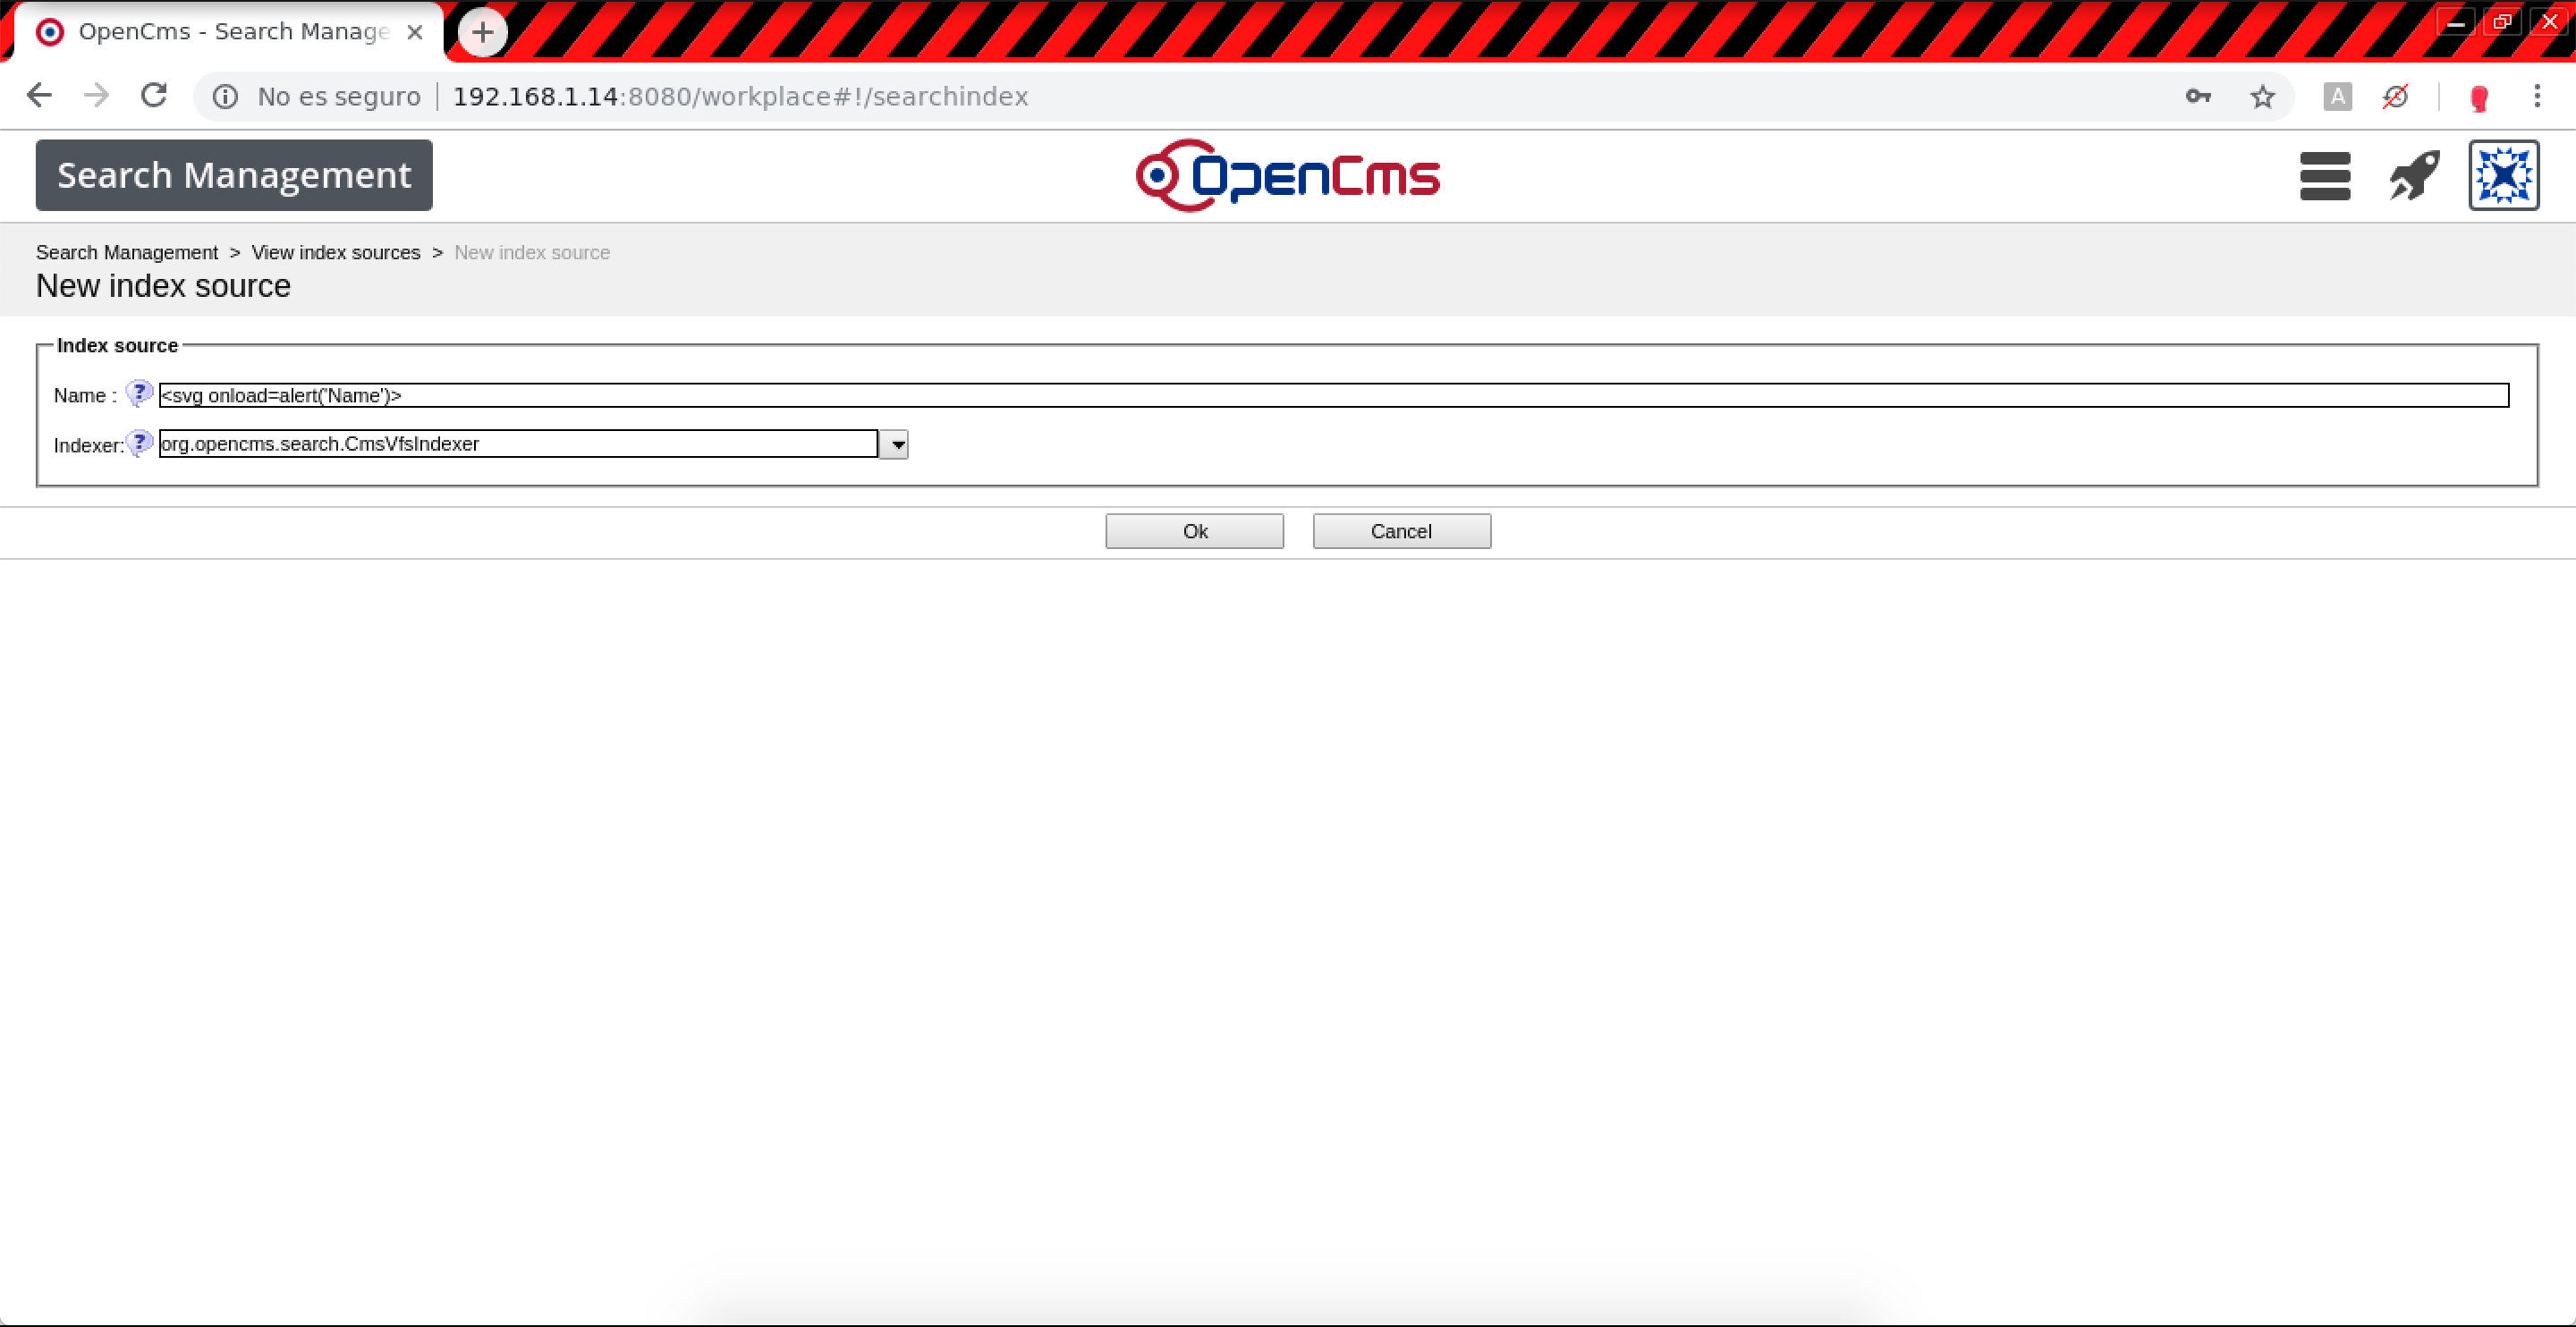 OpenCms - Search Manage
No es seguro 192.168.1.14:8080/workplace#!/searchindex
A
Search Management
OpenCms
Search Management > View index sources > New index source
New index source
Index source
Name : ? <svg onload=alert('Name')>
Indexer: ? org.opencms.search.CmsVfsIndexer
Ok Cancel